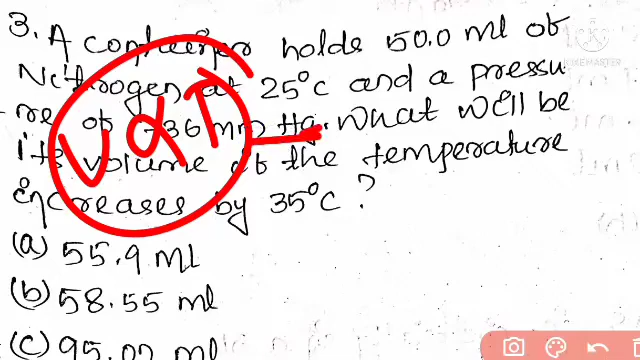 3. A container holds 50.0 ml of
Nitrogen at 25°C and a pressu
re of 736 mm Hg. What will be
its volume at the temperature
increases by 35°C ?
V α T
(a) 55.9 ml
(b) 58.55 ml
(c) 95.02 ml
KINEMASTER